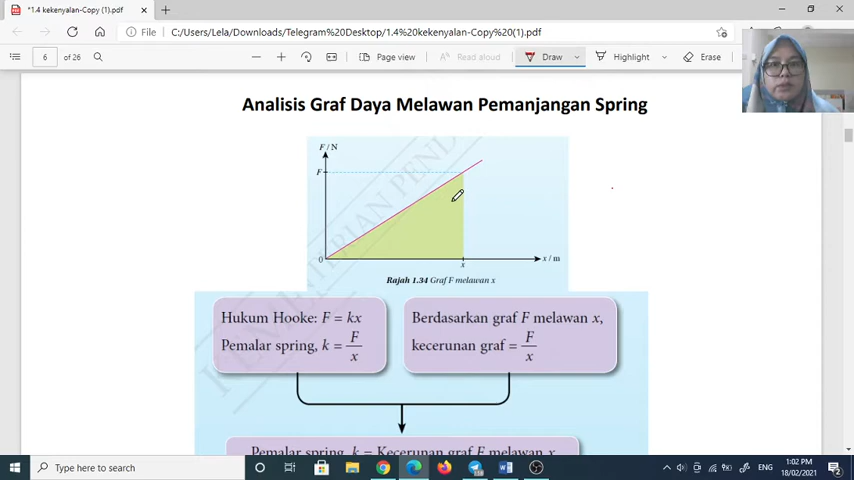 *1.4 kekenyalan-Copy (1).pdf
File
C:/Users/Lela/Downloads/Telegram%20Desktop/1.4%20kekenyalan-Copy%20(1).pdf
6 of 26
Page view
Read aloud
Draw
Highlight
Erase
Analisis Graf Daya Melawan Pemanjangan Spring
F / N
F
0
x
x / m
Rajah 1.34 Graf F melawan x
KEMENTERIAN PEND
Hukum Hooke: F = kx
Pemalar spring, k = F/x
Berdasarkan graf F melawan x,
kecerunan graf = F/x
Pemalar spring, k = Kecerunan graf F melawan x
Type here to search
ENG
1:02 PM
18/02/2021
2